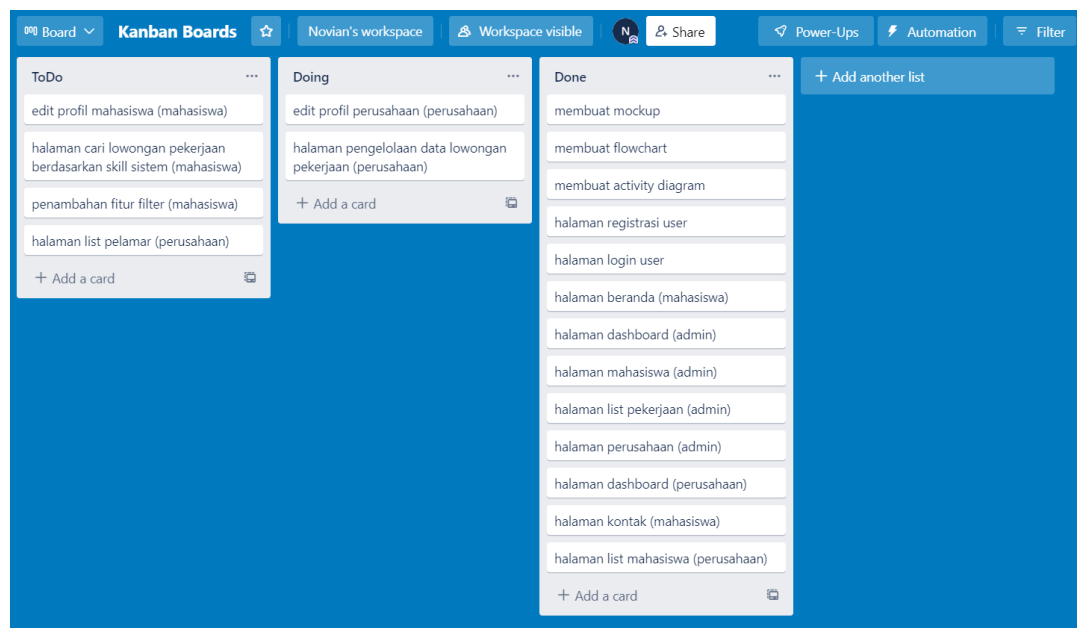 Board
Kanban Boards
Novian's workspace
Workspace visible
N
Share
Power-Ups
Automation
Filter
ToDo
edit profil mahasiswa (mahasiswa)
halaman cari lowongan pekerjaan
berdasarkan skill sistem (mahasiswa)
penambahan fitur filter (mahasiswa)
halaman list pelamar (perusahaan)
+ Add a card
Doing
edit profil perusahaan (perusahaan)
halaman pengelolaan data lowongan
pekerjaan (perusahaan)
+ Add a card
Done
membuat mockup
membuat flowchart
membuat activity diagram
halaman registrasi user
halaman login user
halaman beranda (mahasiswa)
halaman dashboard (admin)
halaman mahasiswa (admin)
halaman list pekerjaan (admin)
halaman perusahaan (admin)
halaman dashboard (perusahaan)
halaman kontak (mahasiswa)
halaman list mahasiswa (perusahaan)
+ Add a card
+ Add another list